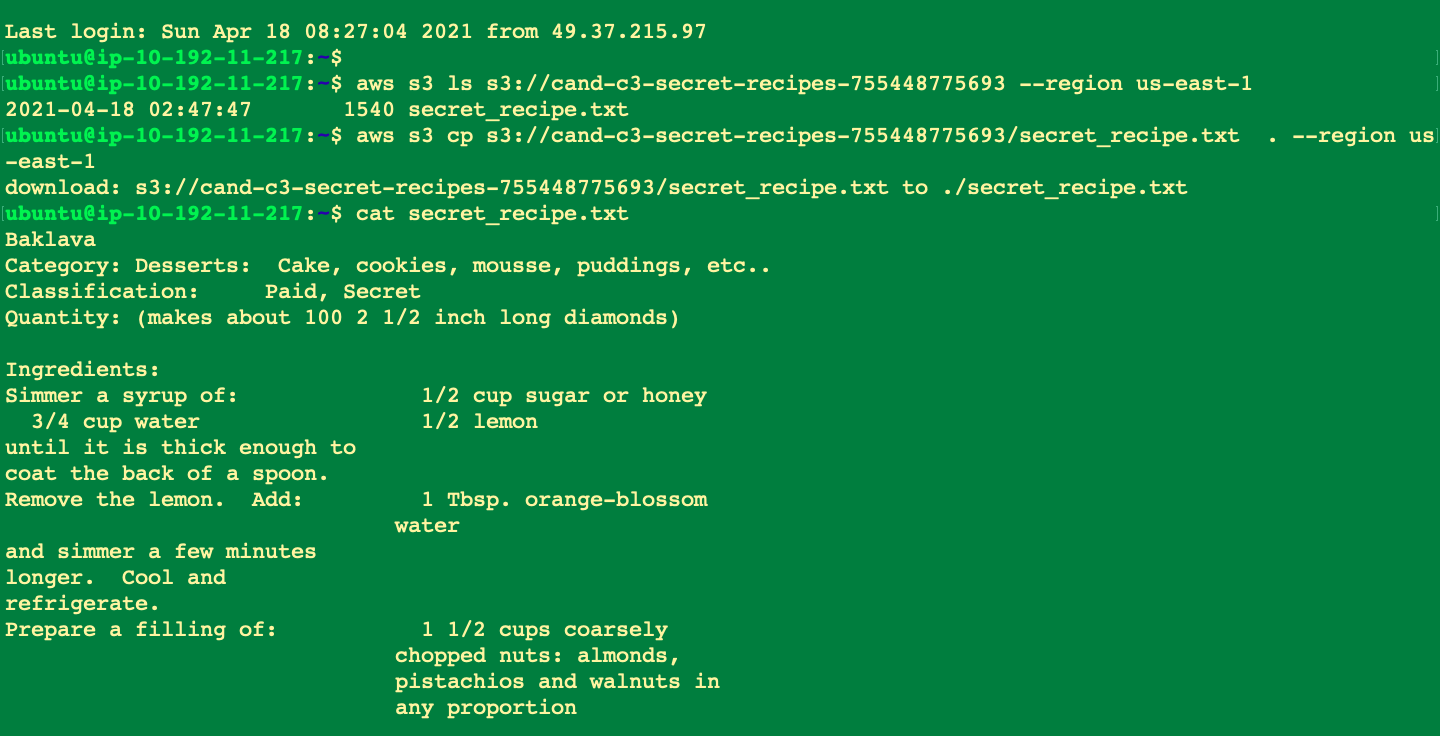 Last login: Sun Apr 18 08:27:04 2021 from 49.37.215.97
ubuntu@ip-10-192-11-217:~$
ubuntu@ip-10-192-11-217:~$ aws s3 ls s3://cand-c3-secret-recipes-755448775693 --region us-east-1
2021-04-18 02:47:47       1540 secret_recipe.txt
ubuntu@ip-10-192-11-217:~$ aws s3 cp s3://cand-c3-secret-recipes-755448775693/secret_recipe.txt  . --region us
-east-1
download: s3://cand-c3-secret-recipes-755448775693/secret_recipe.txt to ./secret_recipe.txt
ubuntu@ip-10-192-11-217:~$ cat secret_recipe.txt
Baklava
Category: Desserts:  Cake, cookies, mousse, puddings, etc..
Classification:     Paid, Secret
Quantity: (makes about 100 2 1/2 inch long diamonds)

Ingredients:
Simmer a syrup of:              1/2 cup sugar or honey
  3/4 cup water                 1/2 lemon
until it is thick enough to
coat the back of a spoon.
Remove the lemon.  Add:         1 Tbsp. orange-blossom
                              water
and simmer a few minutes
longer.  Cool and
refrigerate.
Prepare a filling of:           1 1/2 cups coarsely
                              chopped nuts: almonds,
                              pistachios and walnuts in
                              any proportion